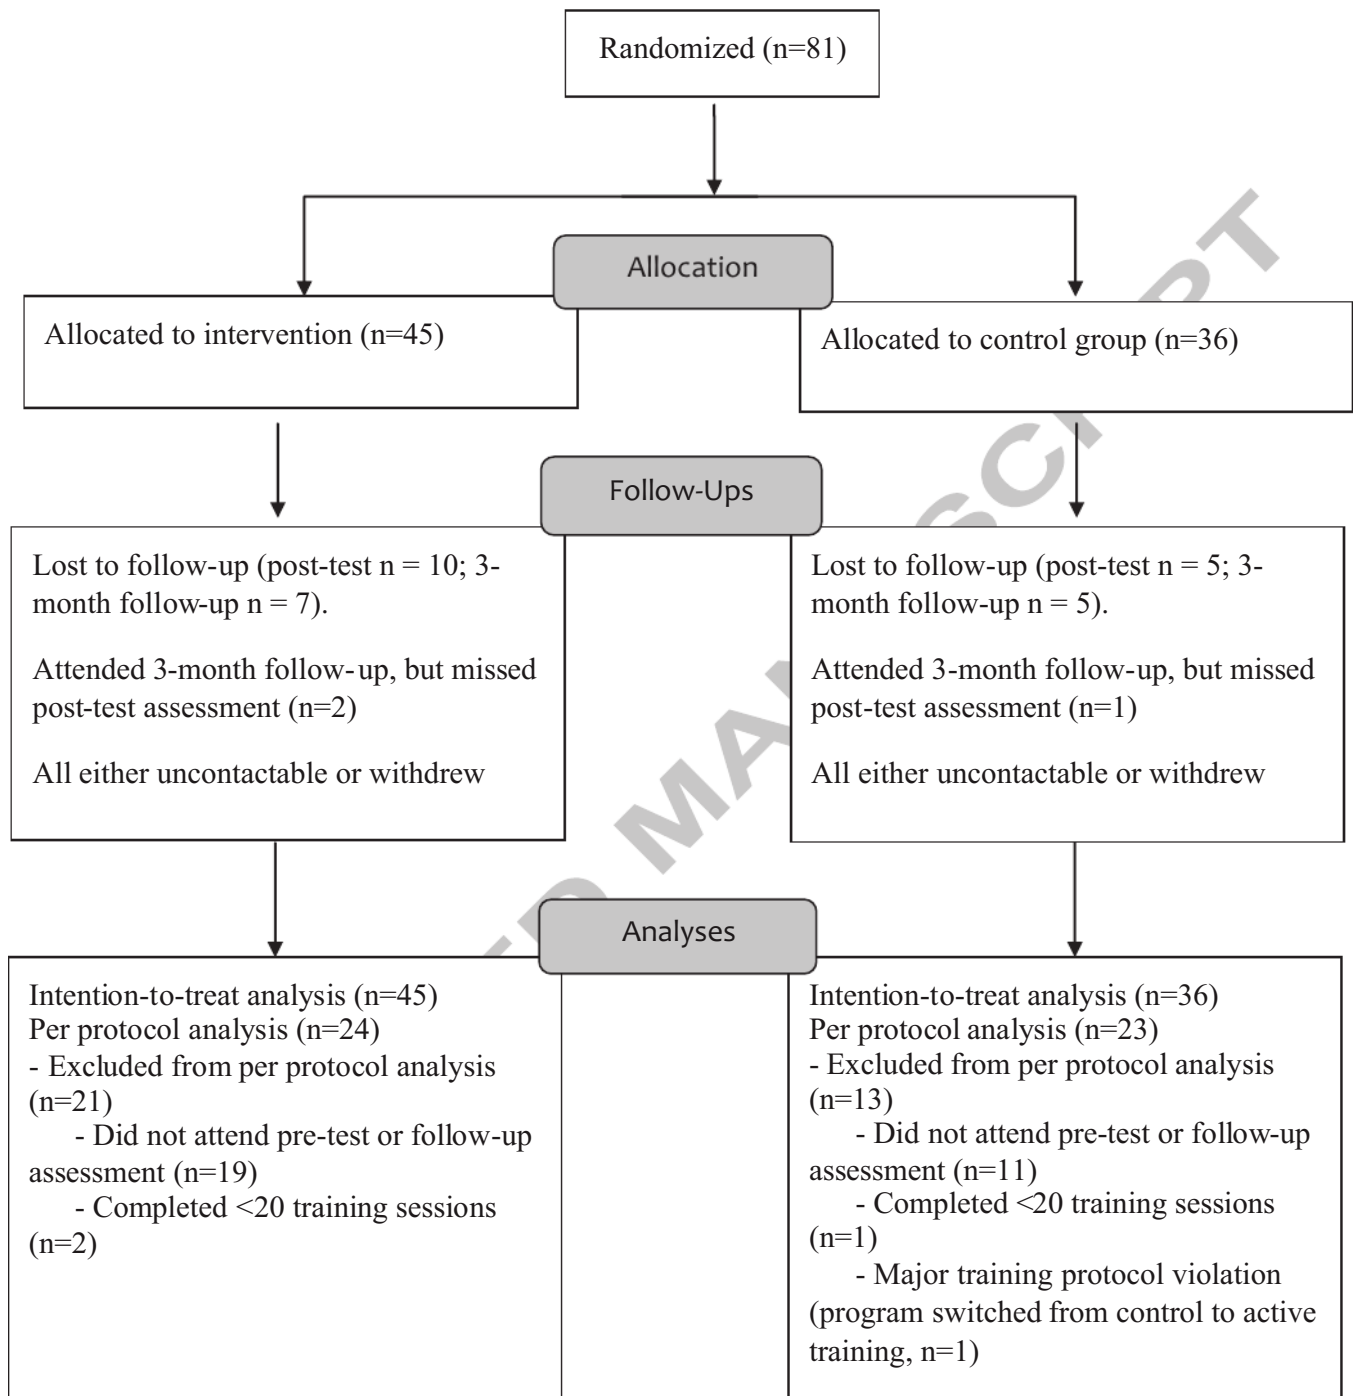 Randomized (n=81)
Allocation
Allocated to intervention (n=45)
Allocated to control group (n=36)
Follow-Ups
Lost to follow-up (post-test n = 10; 3-
month follow-up n = 7).
Attended 3-month follow-up, but missed
post-test assessment (n=2)
All either uncontactable or withdrew
Lost to follow-up (post-test n = 5; 3-
month follow-up n = 5).
Attended 3-month follow-up, but missed
post-test assessment (n=1)
All either uncontactable or withdrew
Analyses
Intention-to-treat analysis (n=45)
Per protocol analysis (n=24)
- Excluded from per protocol analysis
(n=21)
- Did not attend pre-test or follow-up
assessment (n=19)
- Completed <20 training sessions
(n=2)
Intention-to-treat analysis (n=36)
Per protocol analysis (n=23)
- Excluded from per protocol analysis
(n=13)
- Did not attend pre-test or follow-up
assessment (n=11)
- Completed <20 training sessions
(n=1)
- Major training protocol violation
(program switched from control to active
training, n=1)